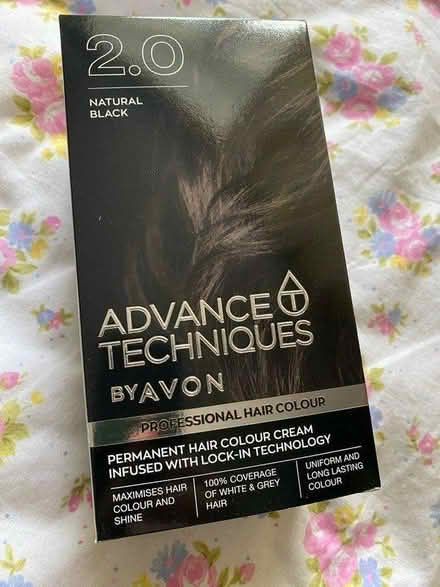 2.0
NATURAL
BLACK
ADVANCE T
TECHNIQUES
BY AVON
PROFESSIONAL HAIR COLOUR
PERMANENT HAIR COLOUR CREAM
INFUSED WITH LOCK-IN TECHNOLOGY
MAXIMISES HAIR
COLOUR AND
SHINE
100% COVERAGE
OF WHITE & GREY
HAIR
UNIFORM AND
LONG LASTING
COLOUR